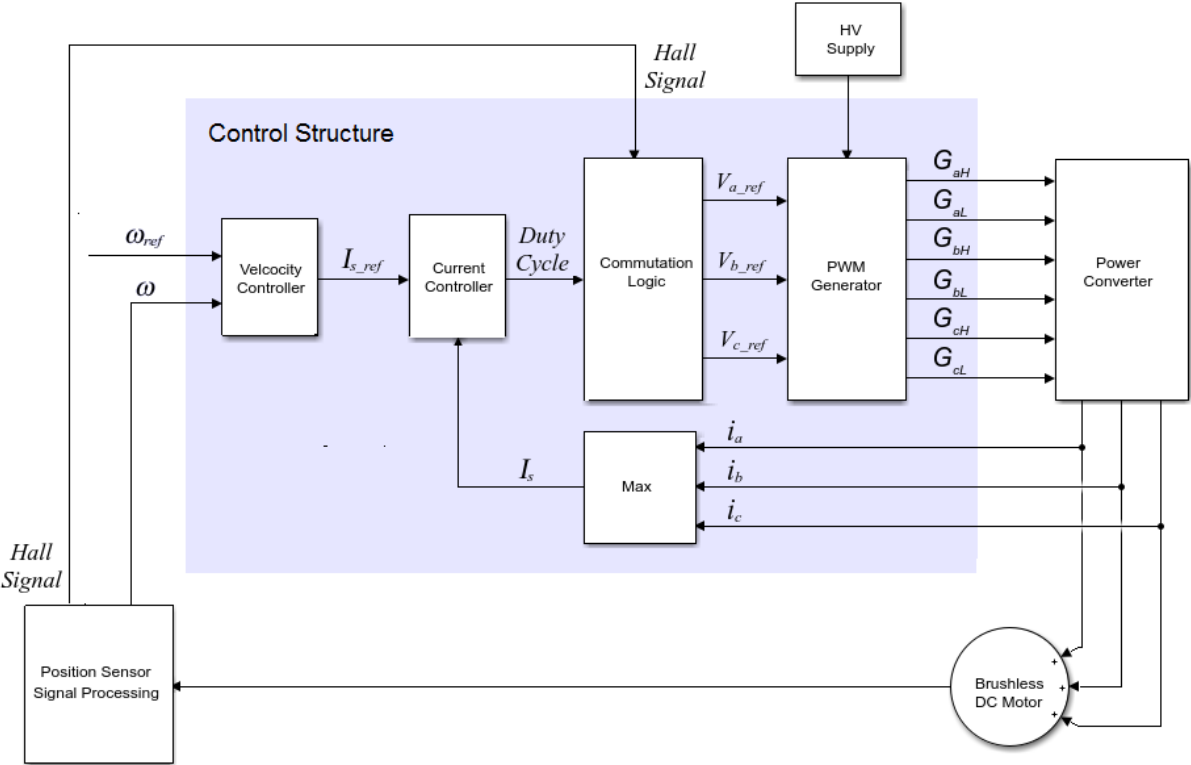 HV
Supply
Hall
Signal
Control Structure
G_aH
V_a_ref
G_aL
ω_ref
Duty
Cycle
G_bH
I_s_ref
Velcocity
Controller
Current
Controller
Commutation
Logic
V_b_ref
PWM
Generator
Power
Converter
ω
G_bL
G_cH
V_c_ref
G_cL
i_a
I_s
Max
i_b
i_c
Hall
Signal
Position Sensor
Signal Processing
Brushless
DC Motor
+
+
+